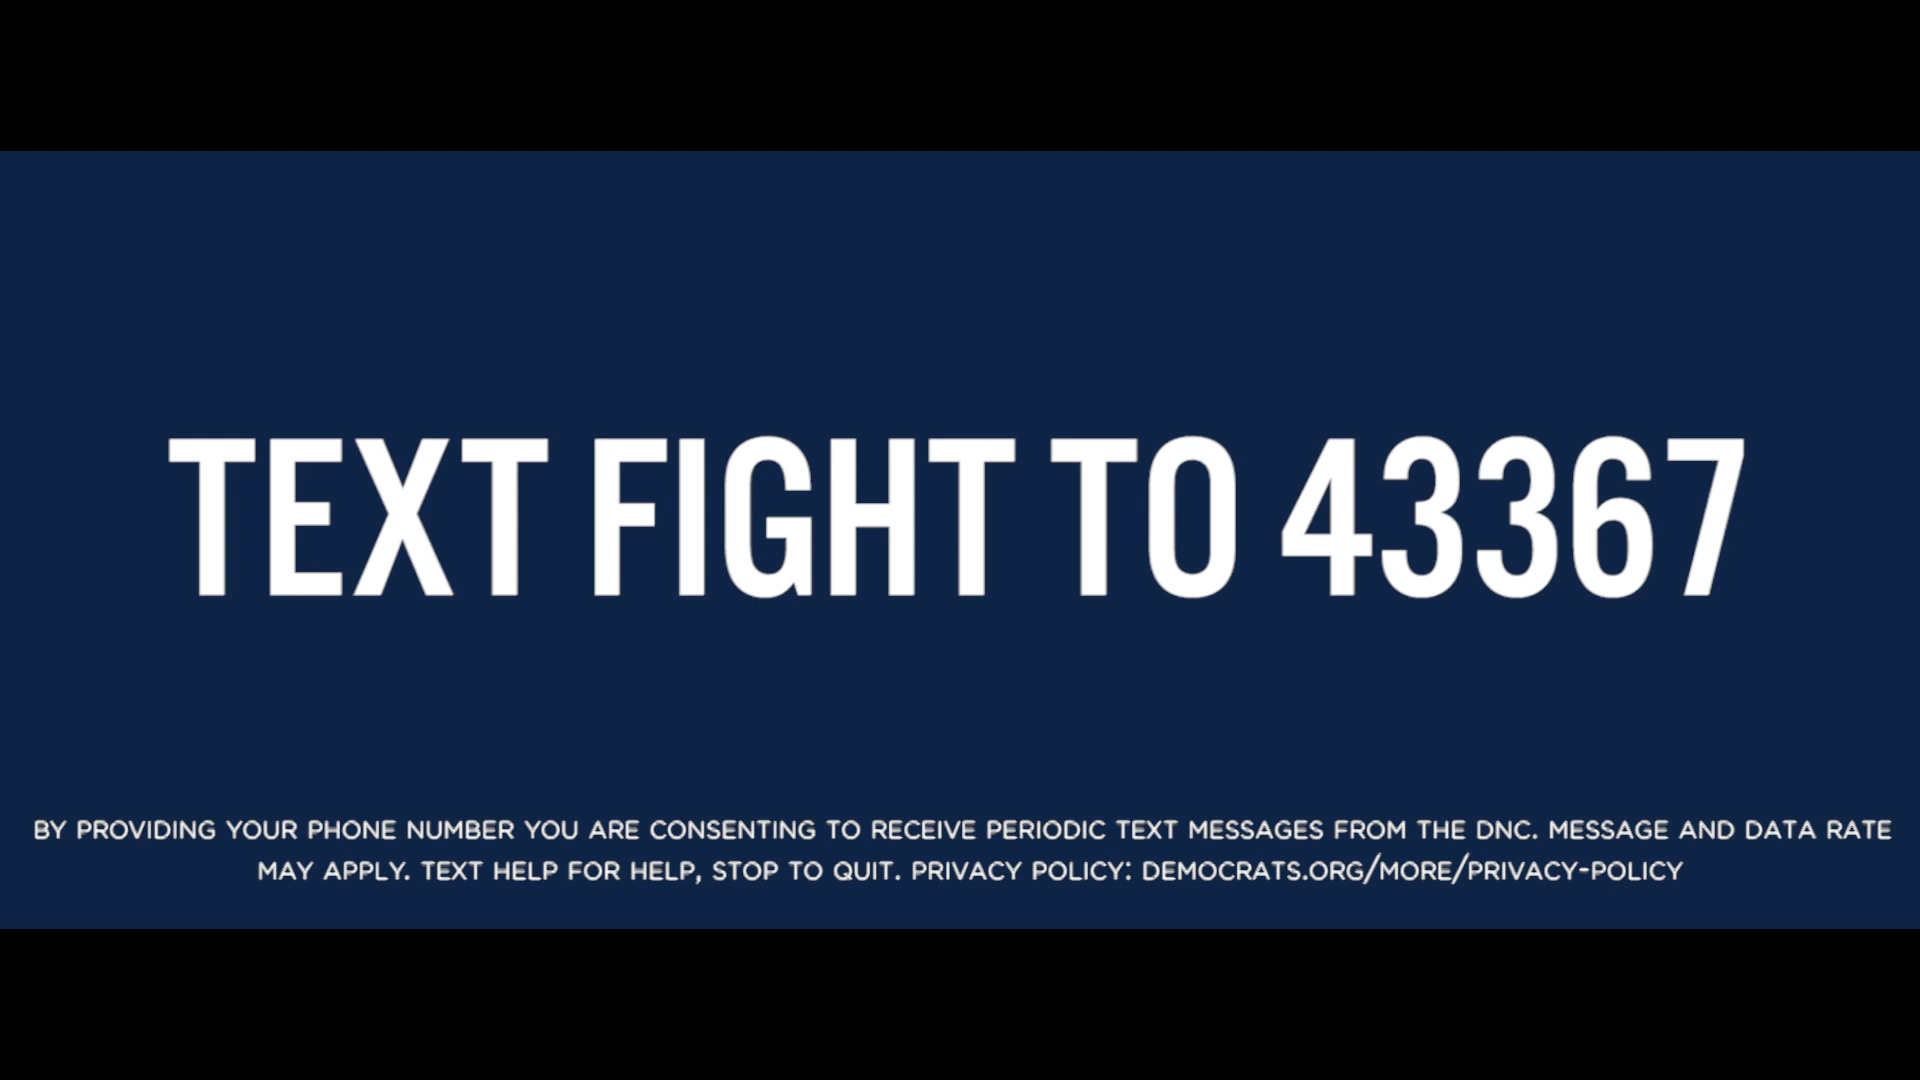 TEXT FIGHT TO 43367
BY PROVIDING YOUR PHONE NUMBER YOU ARE CONSENTING TO RECEIVE PERIODIC TEXT MESSAGES FROM THE DNC. MESSAGE AND DATA RATE
MAY APPLY. TEXT HELP FOR HELP, STOP TO QUIT. PRIVACY POLICY: DEMOCRATS.ORG/MORE/PRIVACY-POLICY